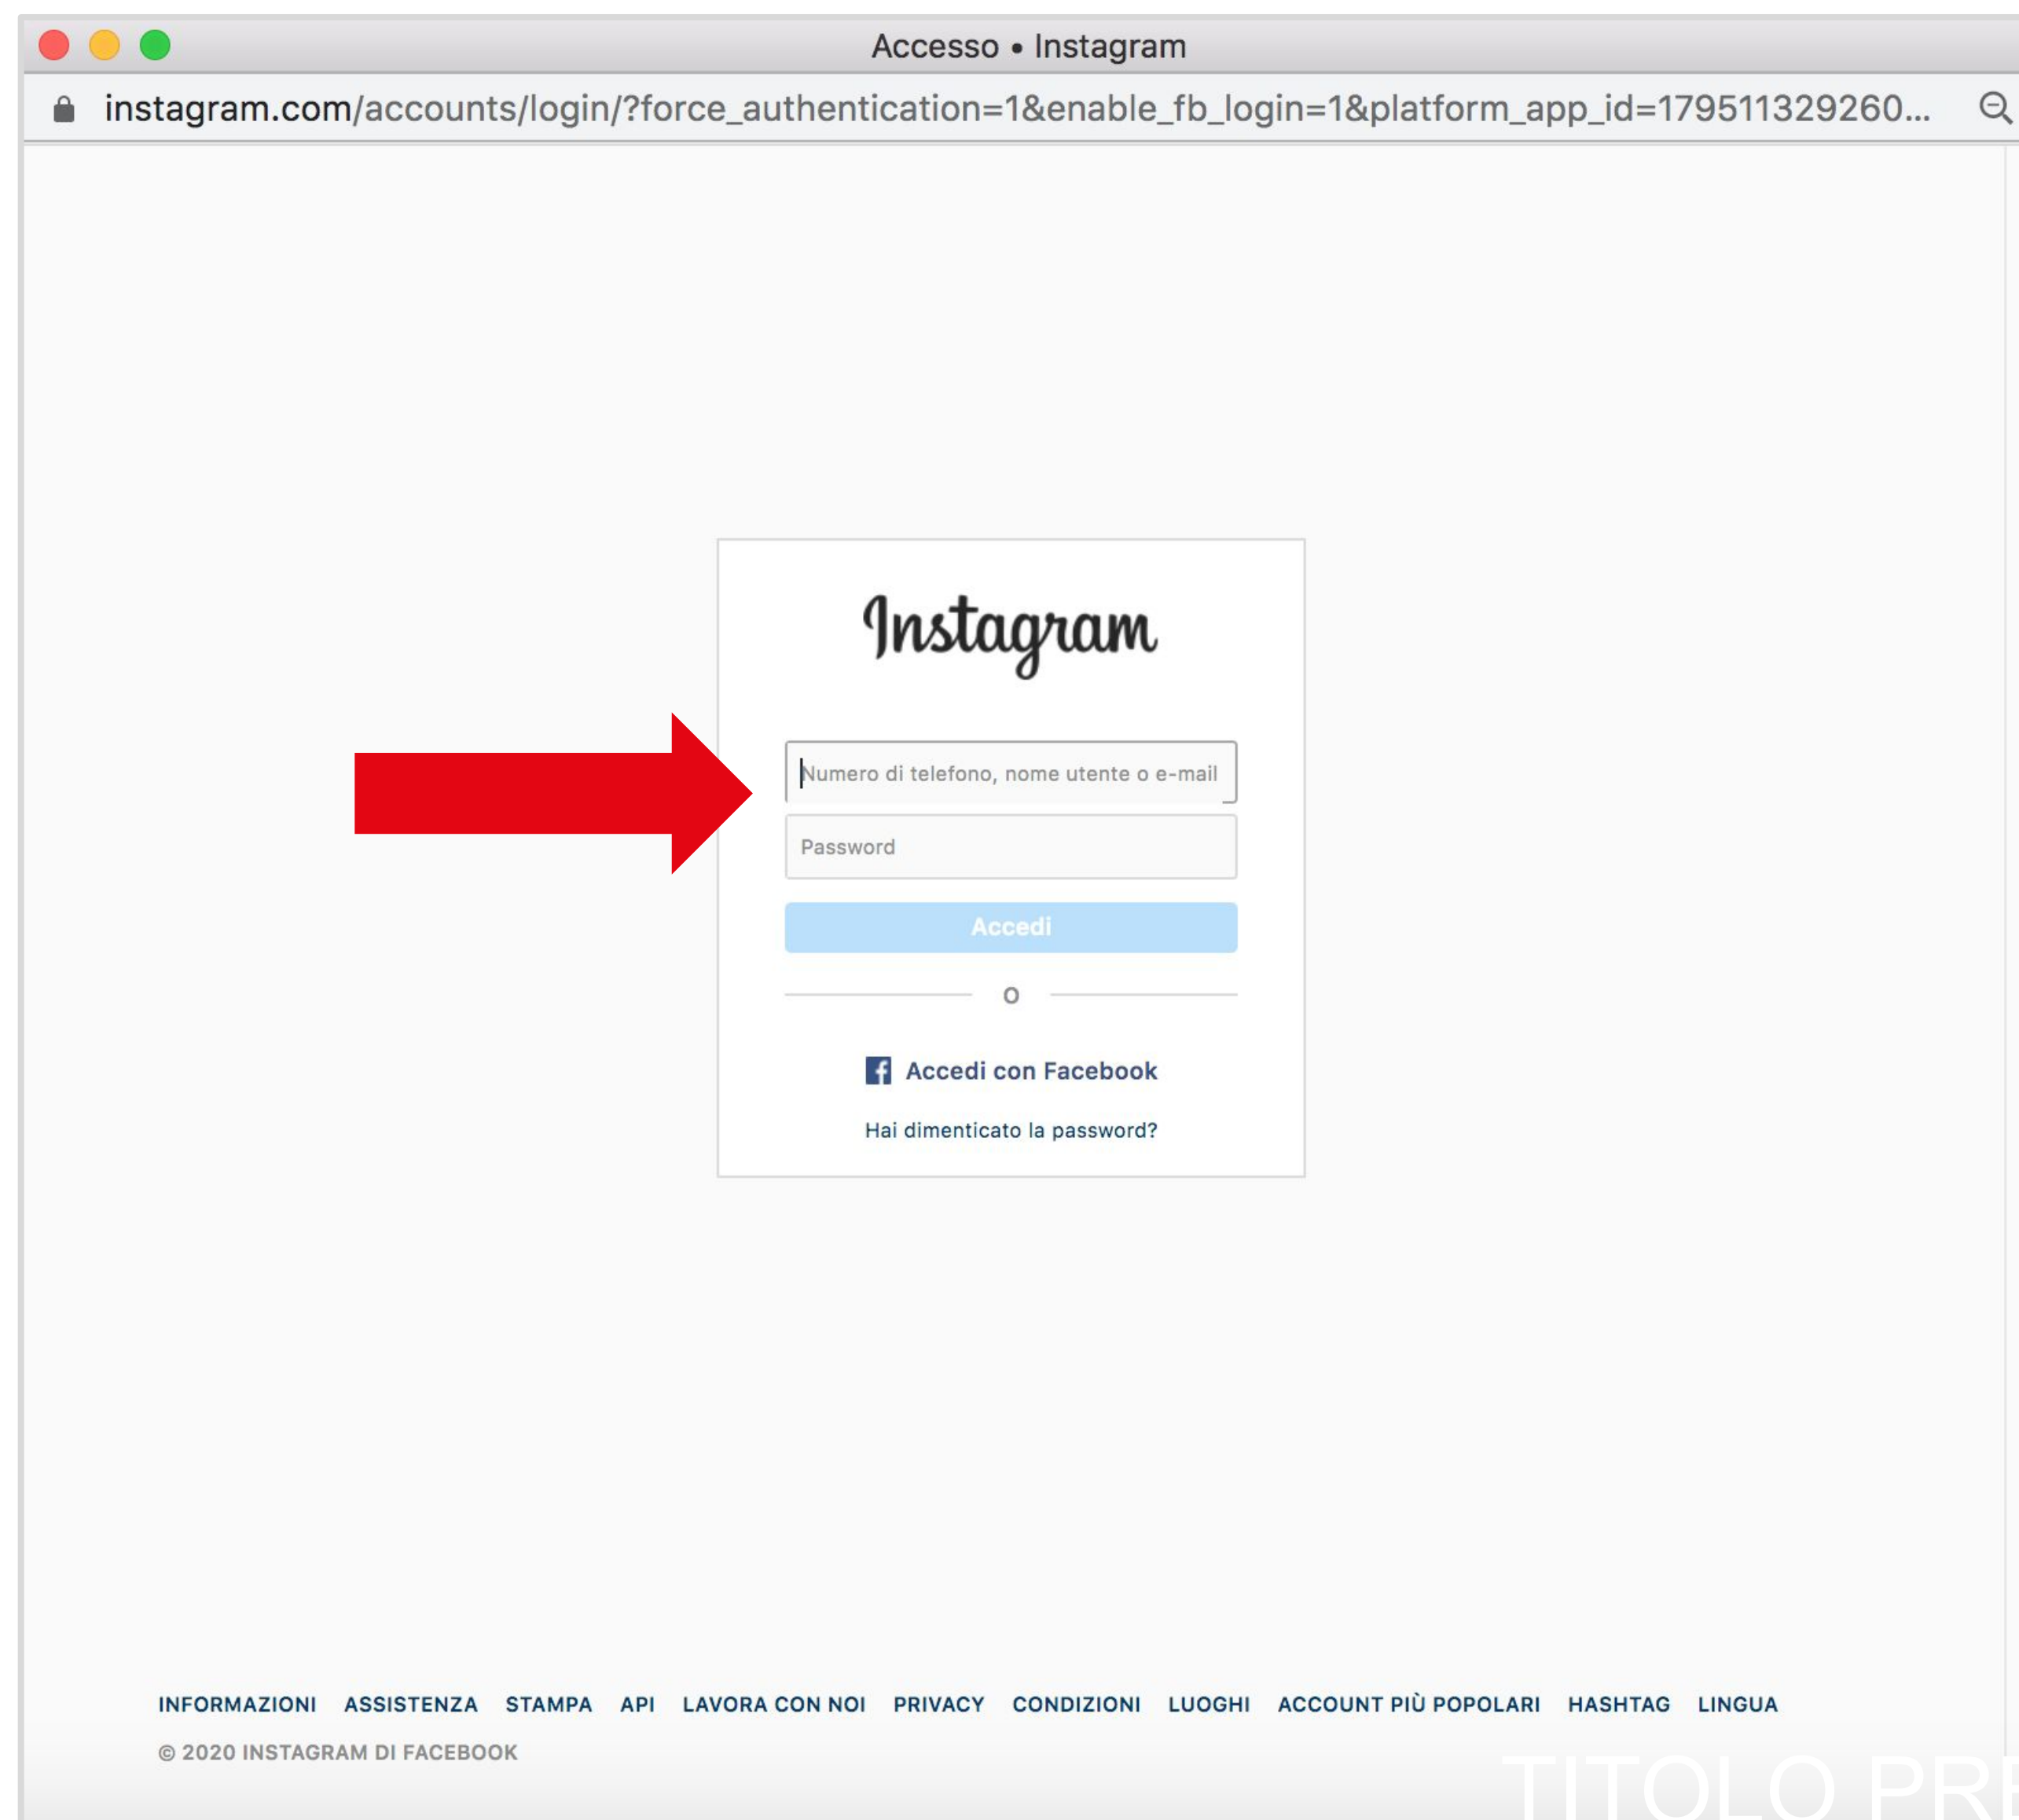 Accesso • Instagram
instagram.com/accounts/login/?force_authentication=1&enable_fb_login=1&platform_app_id=179511329260...
Instagram
Numero di telefono, nome utente o e-mail
Password
Accedi
O
Accedi con Facebook
Hai dimenticato la password?
INFORMAZIONI ASSISTENZA STAMPA API LAVORA CON NOI PRIVACY CONDIZIONI LUOGHI ACCOUNT PIÙ POPOLARI HASHTAG LINGUA
© 2020 INSTAGRAM DI FACEBOOK
TITOLO PRE